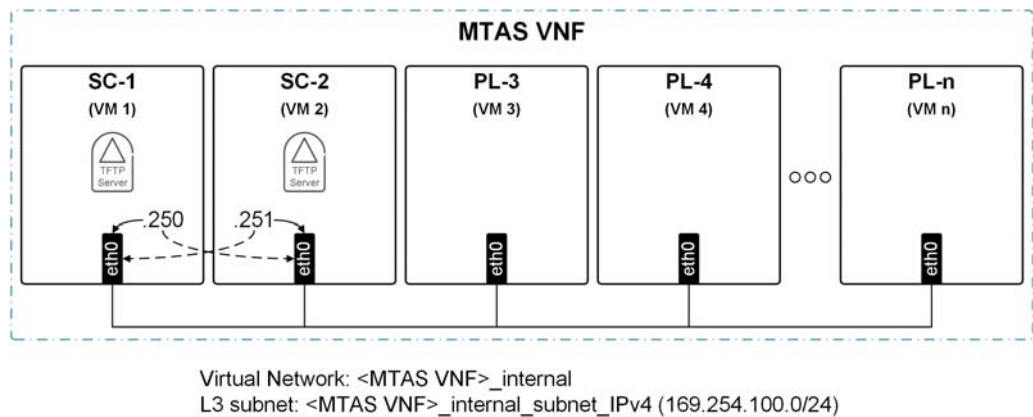 MTAS VNF
SC-1
(VM 1)
SC-2
(VM 2)
PL-3
(VM 3)
PL-4
(VM 4)
PL-n
(VM n)
TFTP
Server
TFTP
Server
.250
.251
eth0
eth0
eth0
eth0
eth0
Virtual Network: <MTAS VNF>_internal
L3 subnet: <MTAS VNF>_internal_subnet_IPv4 (169.254.100.0/24)